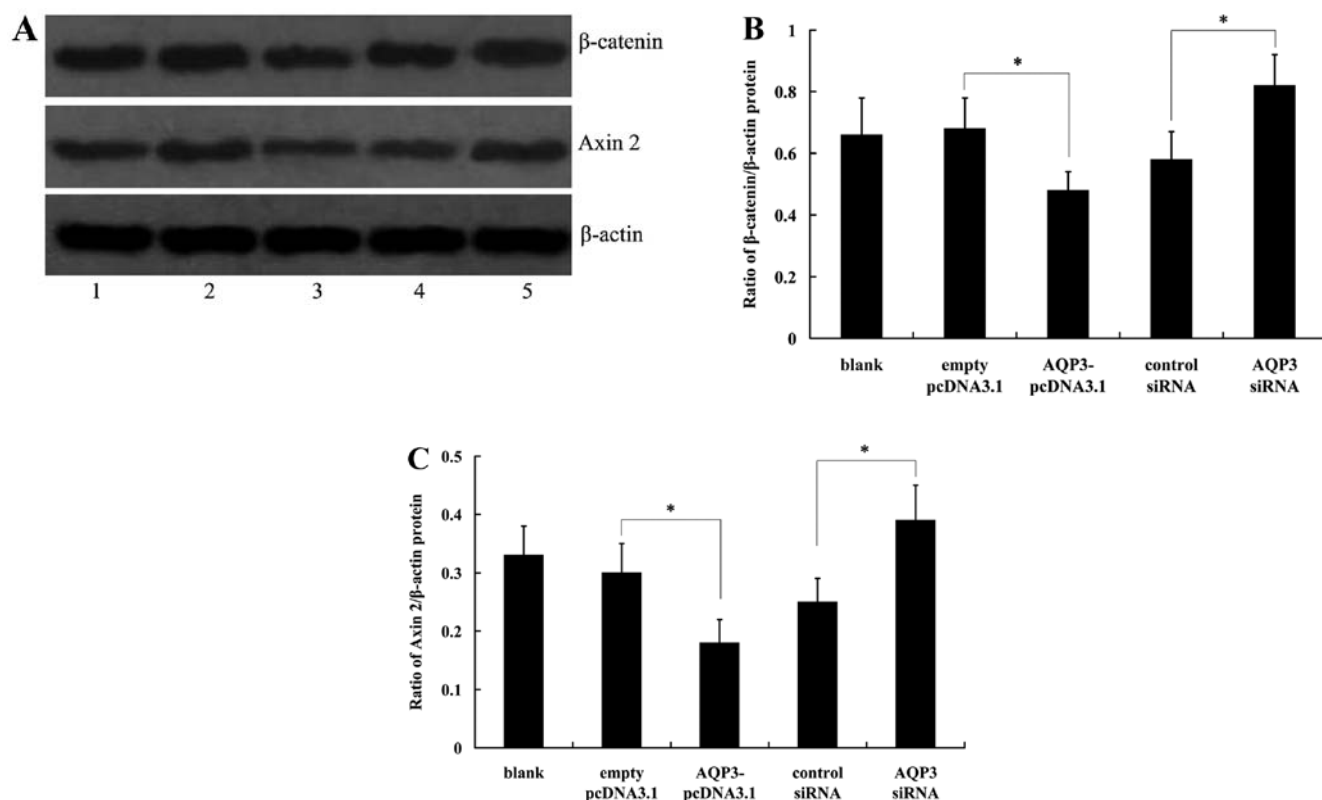 A
β-catenin
Axin 2
β-actin
1 2 3 4 5
B
Ratio of β-catenin/β-actin protein
1
0.8
0.6
0.4
0.2
0
*
*
blank empty AQP3- control AQP3
pcDNA3.1 pcDNA3.1 siRNA siRNA
C
Ratio of Axin 2/β-actin protein
0.5
0.4
0.3
0.2
0.1
0
*
*
blank empty AQP3- control AQP3
pcDNA3.1 pcDNA3.1 siRNA siRNA